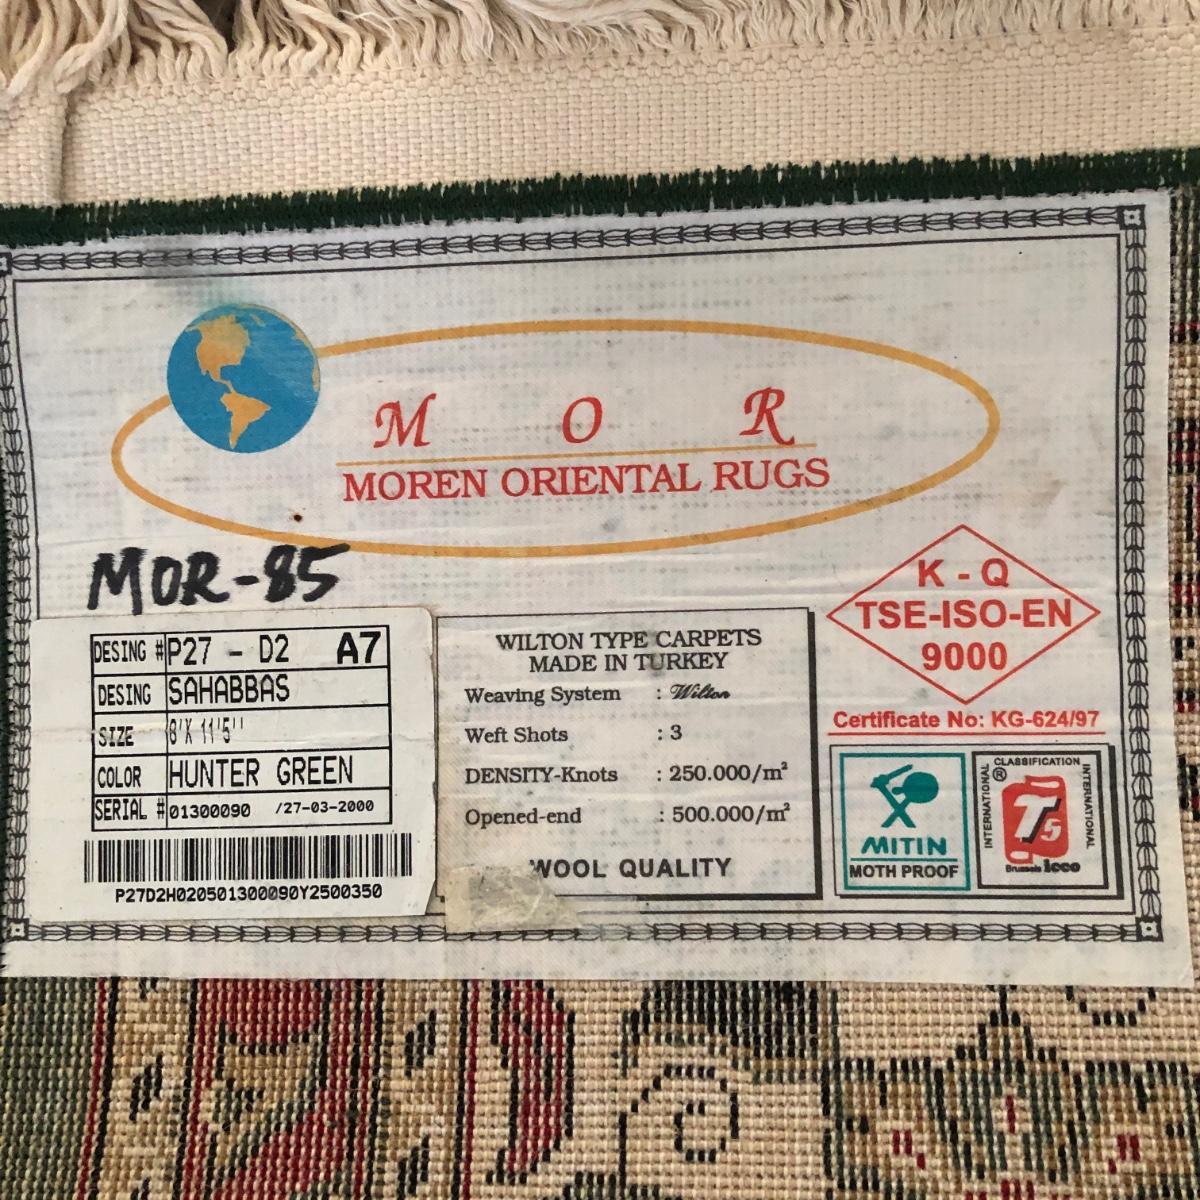 M O R
MOREN ORIENTAL RUGS
MOR-85
DESING # P27 - D2 A7
DESING SAHABBAS
SIZE 8'X 11'5''
COLOR HUNTER GREEN
SERIAL # 01300090 /27-03-2000
P27D2H020501300090Y2500350
WILTON TYPE CARPETS
MADE IN TURKEY
Weaving System : Wilton
Weft Shots : 3
DENSITY-Knots : 250.000/m²
Opened-end : 500.000/m²
WOOL QUALITY
K - Q
TSE-ISO-EN
9000
Certificate No: KG-624/97
MITIN
MOTH PROOF
CLASSIFICATION
INTERNATIONAL
®
INTERNATIONAL
T5
Brussels icco